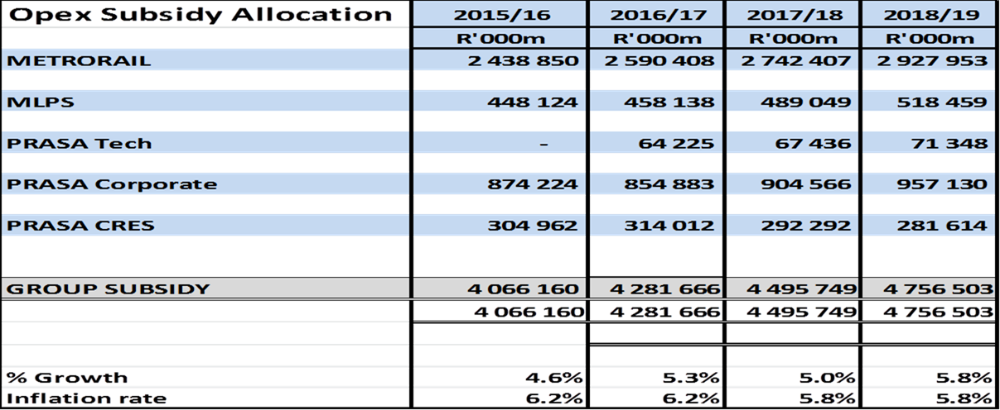 Opex Subsidy Allocation 2015/16 2016/17 2017/18 2018/19
R'000m R'000m R'000m R'000m
METRORAIL 2 438 850 2 590 408 2 742 407 2 927 953
MLPS 448 124 458 138 489 049 518 459
PRASA Tech - 64 225 67 436 71 348
PRASA Corporate 874 224 854 883 904 566 957 130
PRASA CRES 304 962 314 012 292 292 281 614
GROUP SUBSIDY 4 066 160 4 281 666 4 495 749 4 756 503
4 066 160 4 281 666 4 495 749 4 756 503
% Growth 4.6% 5.3% 5.0% 5.8%
Inflation rate 6.2% 6.2% 5.8% 5.8%